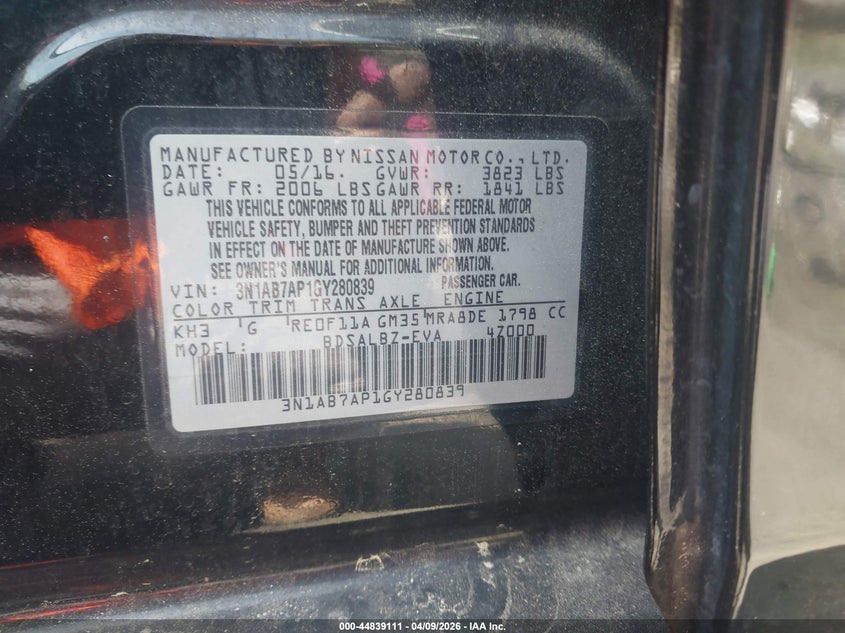 MANUFACTURED BY NISSAN MOTOR CO., LTD.
DATE: 05/16. GVWR: 3823 LBS
GAWR FR: 2006 LBS GAWR RR: 1841 LBS
THIS VEHICLE CONFORMS TO ALL APPLICABLE FEDERAL MOTOR
VEHICLE SAFETY, BUMPER AND THEFT PREVENTION STANDARDS
IN EFFECT ON THE DATE OF MANUFACTURE SHOWN ABOVE.
SEE OWNER'S MANUAL FOR ADDITIONAL INFORMATION.
VIN: 3N1AB7AP1GY280839 PASSENGER CAR.
COLOR TRIM TRANS AXLE ENGINE
KH3 G RE0F11A GM35 MRA8DE 1798 CC
MODEL: BDSALBZ-EVA 4Z000
3N1AB7AP1GY280839
000-44839111 - 04/09/2026 - IAA Inc.